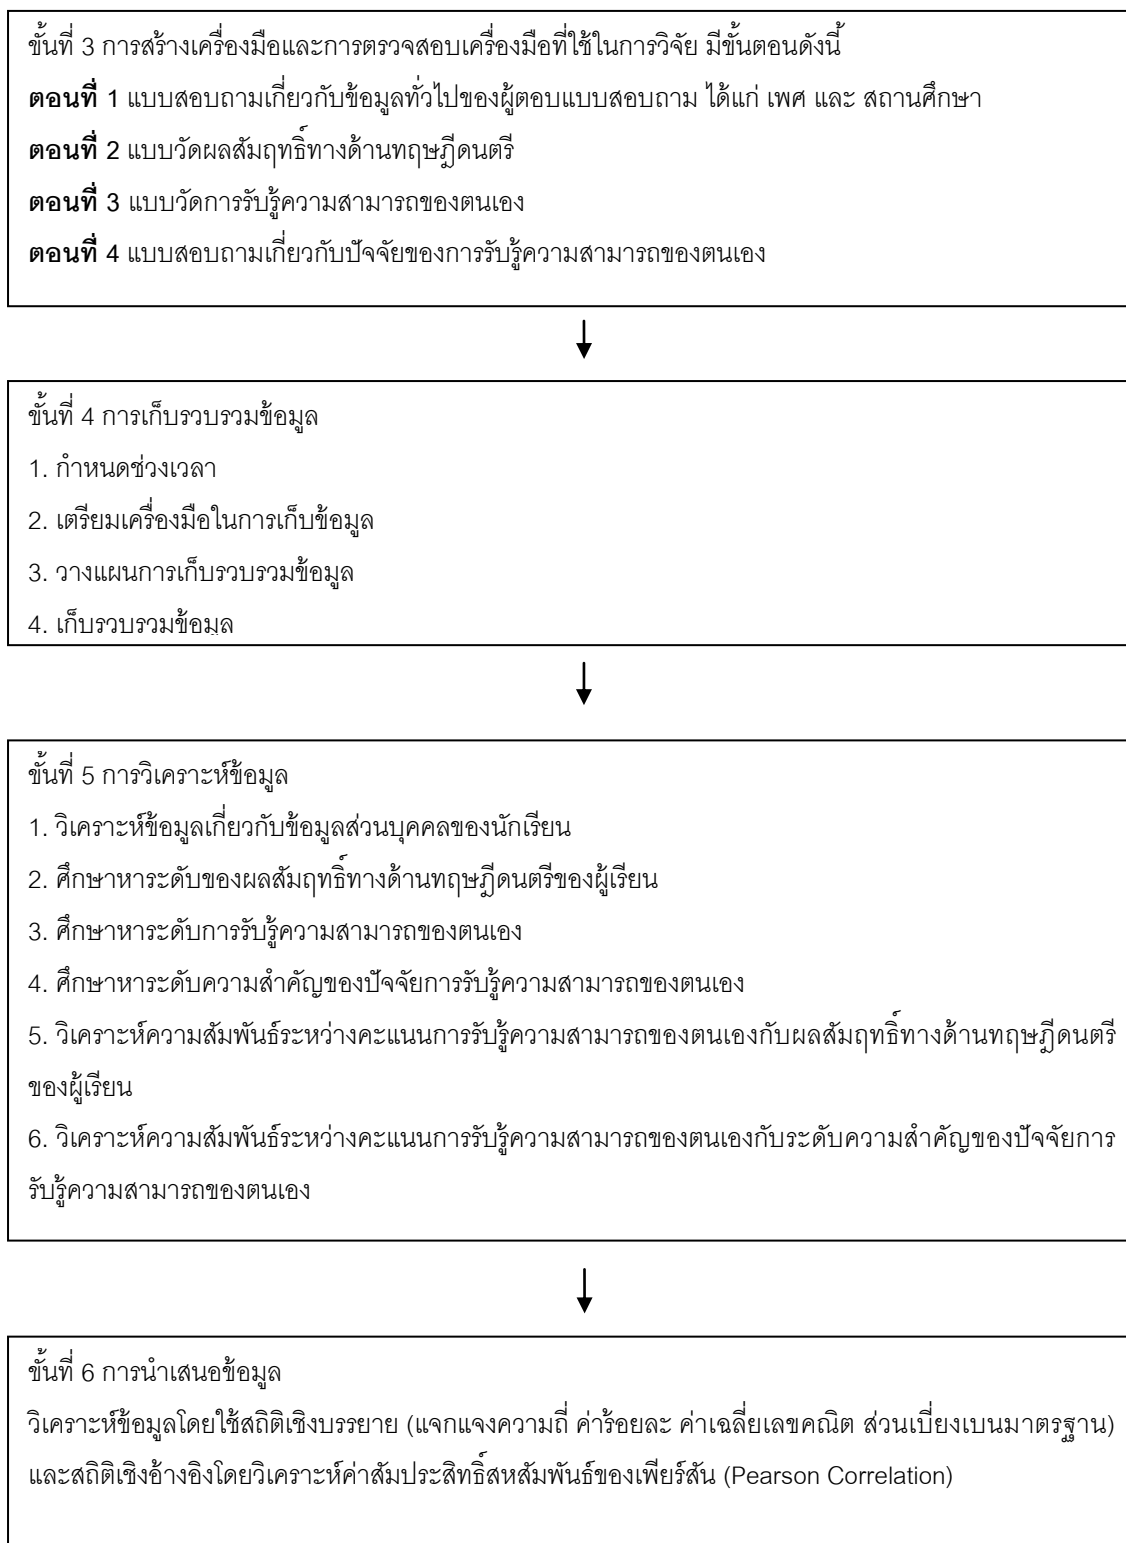 ขั้นที่ 3 การสร้างเครื่องมือและการตรวจสอบเครื่องมือที่ใช้ในการวิจัย มีขั้นตอนดังนี้
ตอนที่ 1 แบบสอบถามเกี่ยวกับข้อมูลทั่วไปของผู้ตอบแบบสอบถาม ได้แก่ เพศ และ สถานศึกษา
ตอนที่ 2 แบบวัดผลสัมฤทธิ์ทางด้านทฤษฎีดนตรี
ตอนที่ 3 แบบวัดการรับรู้ความสามารถของตนเอง
ตอนที่ 4 แบบสอบถามเกี่ยวกับปัจจัยของการรับรู้ความสามารถของตนเอง
ขั้นที่ 4 การเก็บรวบรวมข้อมูล
1. กำหนดช่วงเวลา
2. เตรียมเครื่องมือในการเก็บข้อมูล
3. วางแผนการเก็บรวบรวมข้อมูล
4. เก็บรวบรวมข้อมูล
ขั้นที่ 5 การวิเคราะห์ข้อมูล
1. วิเคราะห์ข้อมูลเกี่ยวกับข้อมูลส่วนบุคคลของนักเรียน
2. ศึกษาหาระดับของผลสัมฤทธิ์ทางด้านทฤษฎีดนตรีของผู้เรียน
3. ศึกษาหาระดับการรับรู้ความสามารถของตนเอง
4. ศึกษาหาระดับความสำคัญของปัจจัยการรับรู้ความสามารถของตนเอง
5. วิเคราะห์ความสัมพันธ์ระหว่างคะแนนการรับรู้ความสามารถของตนเองกับผลสัมฤทธิ์ทางด้านทฤษฎีดนตรี
ของผู้เรียน
6. วิเคราะห์ความสัมพันธ์ระหว่างคะแนนการรับรู้ความสามารถของตนเองกับระดับความสำคัญของปัจจัยการ
รับรู้ความสามารถของตนเอง
ขั้นที่ 6 การนำเสนอข้อมูล
วิเคราะห์ข้อมูลโดยใช้สถิติเชิงบรรยาย (แจกแจงความถี่ ค่าร้อยละ ค่าเฉลี่ยเลขคณิต ส่วนเบี่ยงเบนมาตรฐาน)
และสถิติเชิงอ้างอิงโดยวิเคราะห์ค่าสัมประสิทธิ์สหสัมพันธ์ของเพียร์สัน (Pearson Correlation)